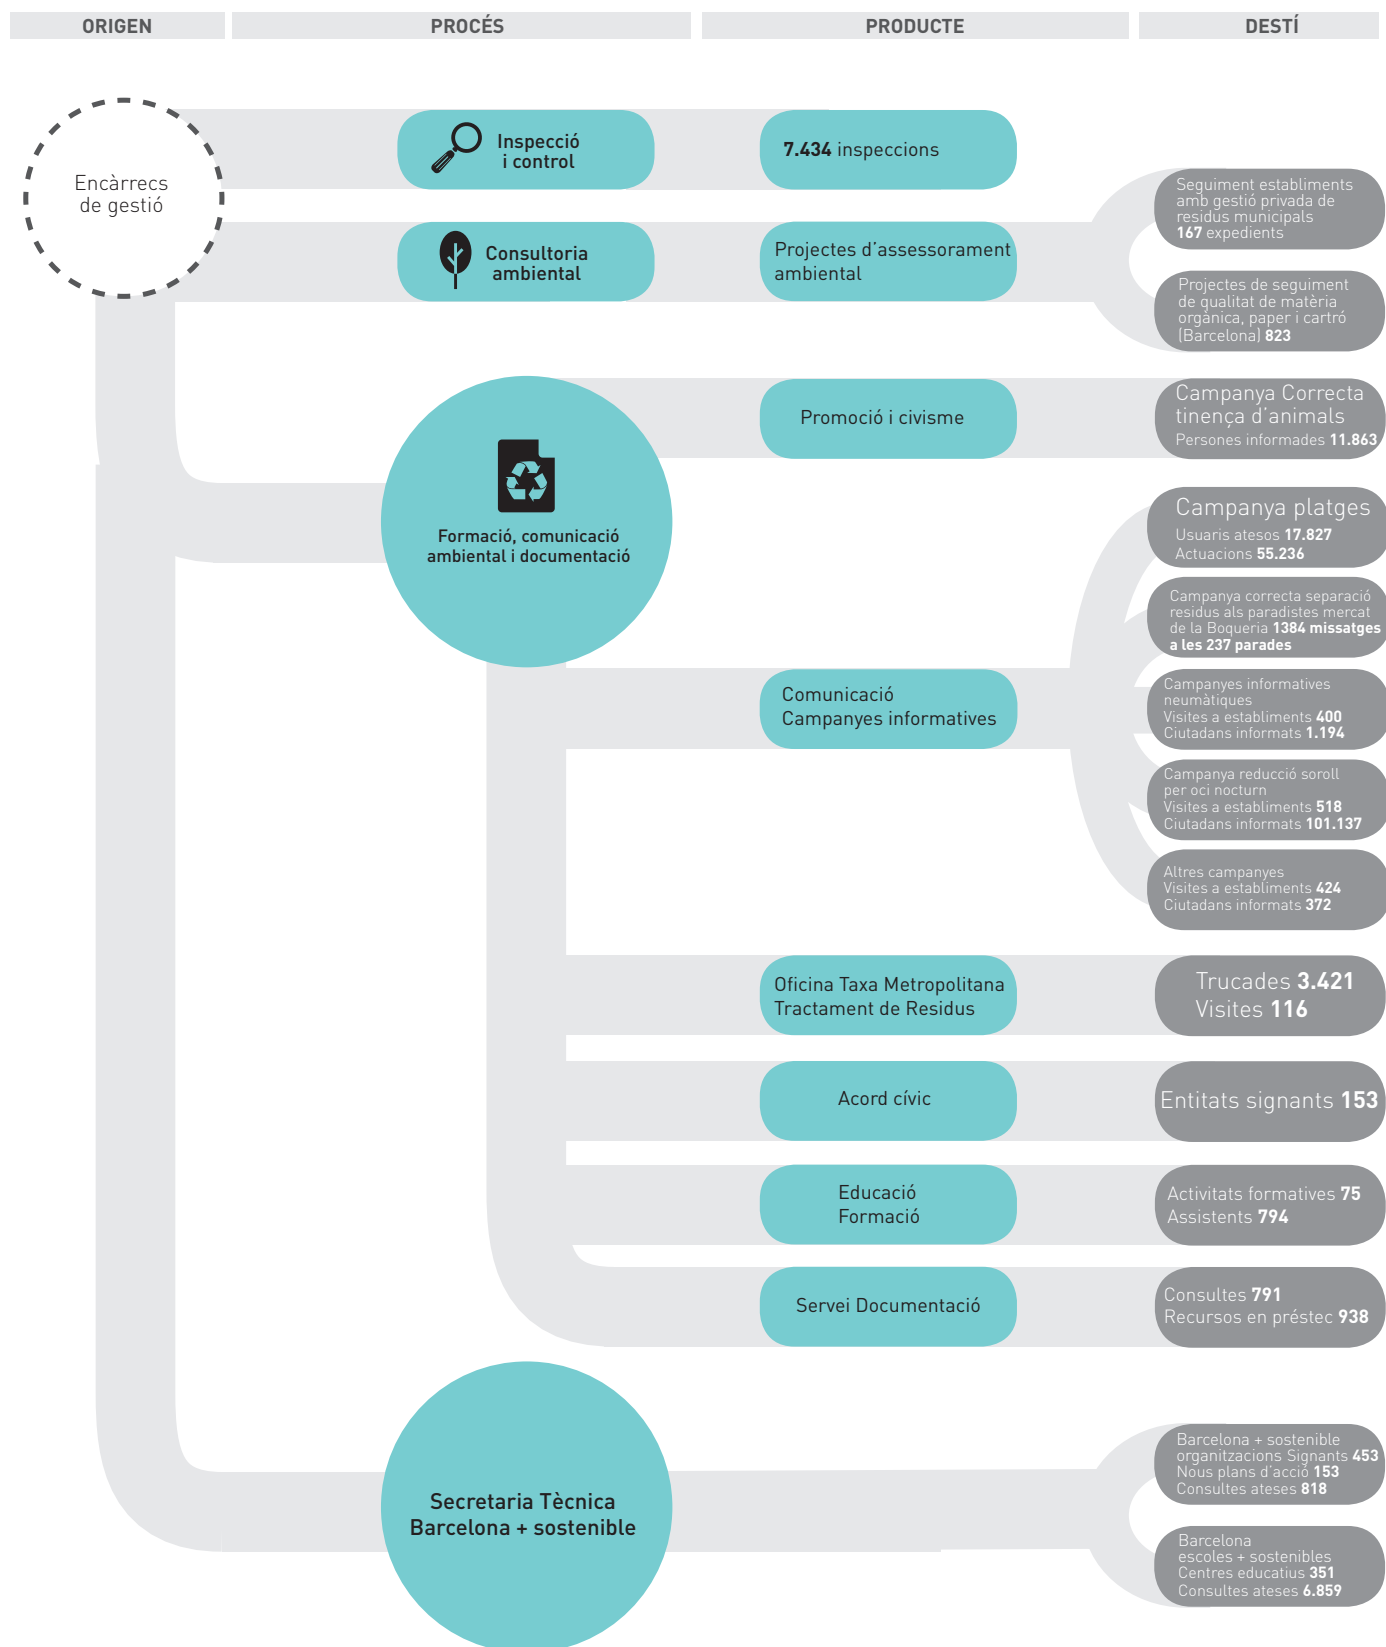 ORIGEN
PROCÉS
PRODUCTE
DESTÍ
Encàrrecs
de gestió
Inspecció
i control
7.434 inspeccions
Consultoria
ambiental
Projectes d'assessorament
ambiental
Seguiment establiments
amb gestió privada de
residus municipals
167 expedients
Projectes de seguiment
de qualitat de matèria
orgànica, paper i cartró
(Barcelona) 823
Formació, comunicació
ambiental i documentació
Promoció i civisme
Campanya Correcta
tinença d'animals
Persones informades 11.863
Comunicació
Campanyes informatives
Campanya platges
Usuaris atesos 17.827
Actuacions 55.236
Campanya correcta separació
residus als paradistes mercat
de la Boqueria 1384 missatges
a les 237 parades
Campanyes informatives
neumàtiques
Visites a establiments 400
Ciutadans informats 1.194
Campanya reducció soroll
per oci nocturn
Visites a establiments 518
Ciutadans informats 101.137
Altres campanyes
Visites a establiments 424
Ciutadans informats 372
Oficina Taxa Metropolitana
Tractament de Residus
Trucades 3.421
Visites 116
Acord cívic
Entitats signants 153
Educació
Formació
Activitats formatives 75
Assistents 794
Servei Documentació
Consultes 791
Recursos en préstec 938
Secretaria Tècnica
Barcelona + sostenible
Barcelona + sostenible
organitzacions Signants 453
Nous plans d'acció 153
Consultes ateses 818
Barcelona
escoles + sostenibles
Centres educatius 351
Consultes ateses 6.859